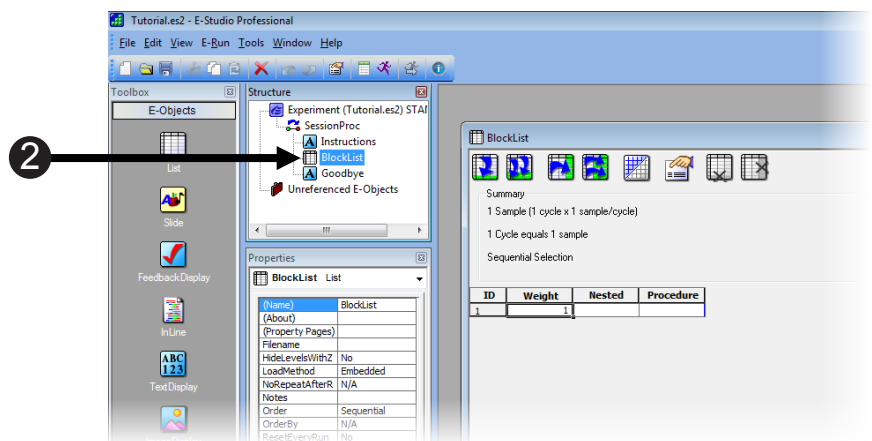 Tutorial.es2 - E-Studio Professional
File Edit View E-Run Tools Window Help
Toolbox
E-Objects
List
Slide
FeedbackDisplay
InLine
ABC
123
TextDisplay
2
Structure
Experiment (Tutorial.es2) STAN
SessionProc
A Instructions
BlockList
A Goodbye
Unreferenced E-Objects
Properties
BlockList List
(Name) BlockList
(About)
(Property Pages)
Filename
HideLevelsWithZ No
LoadMethod Embedded
NoRepeatAfterR N/A
Notes
Order Sequential
OrderBy N/A
ResetEveryRun No
BlockList
Summary
1 Sample (1 cycle x 1 sample/cycle)
1 Cycle equals 1 sample
Sequential Selection
ID Weight Nested Procedure
1 1